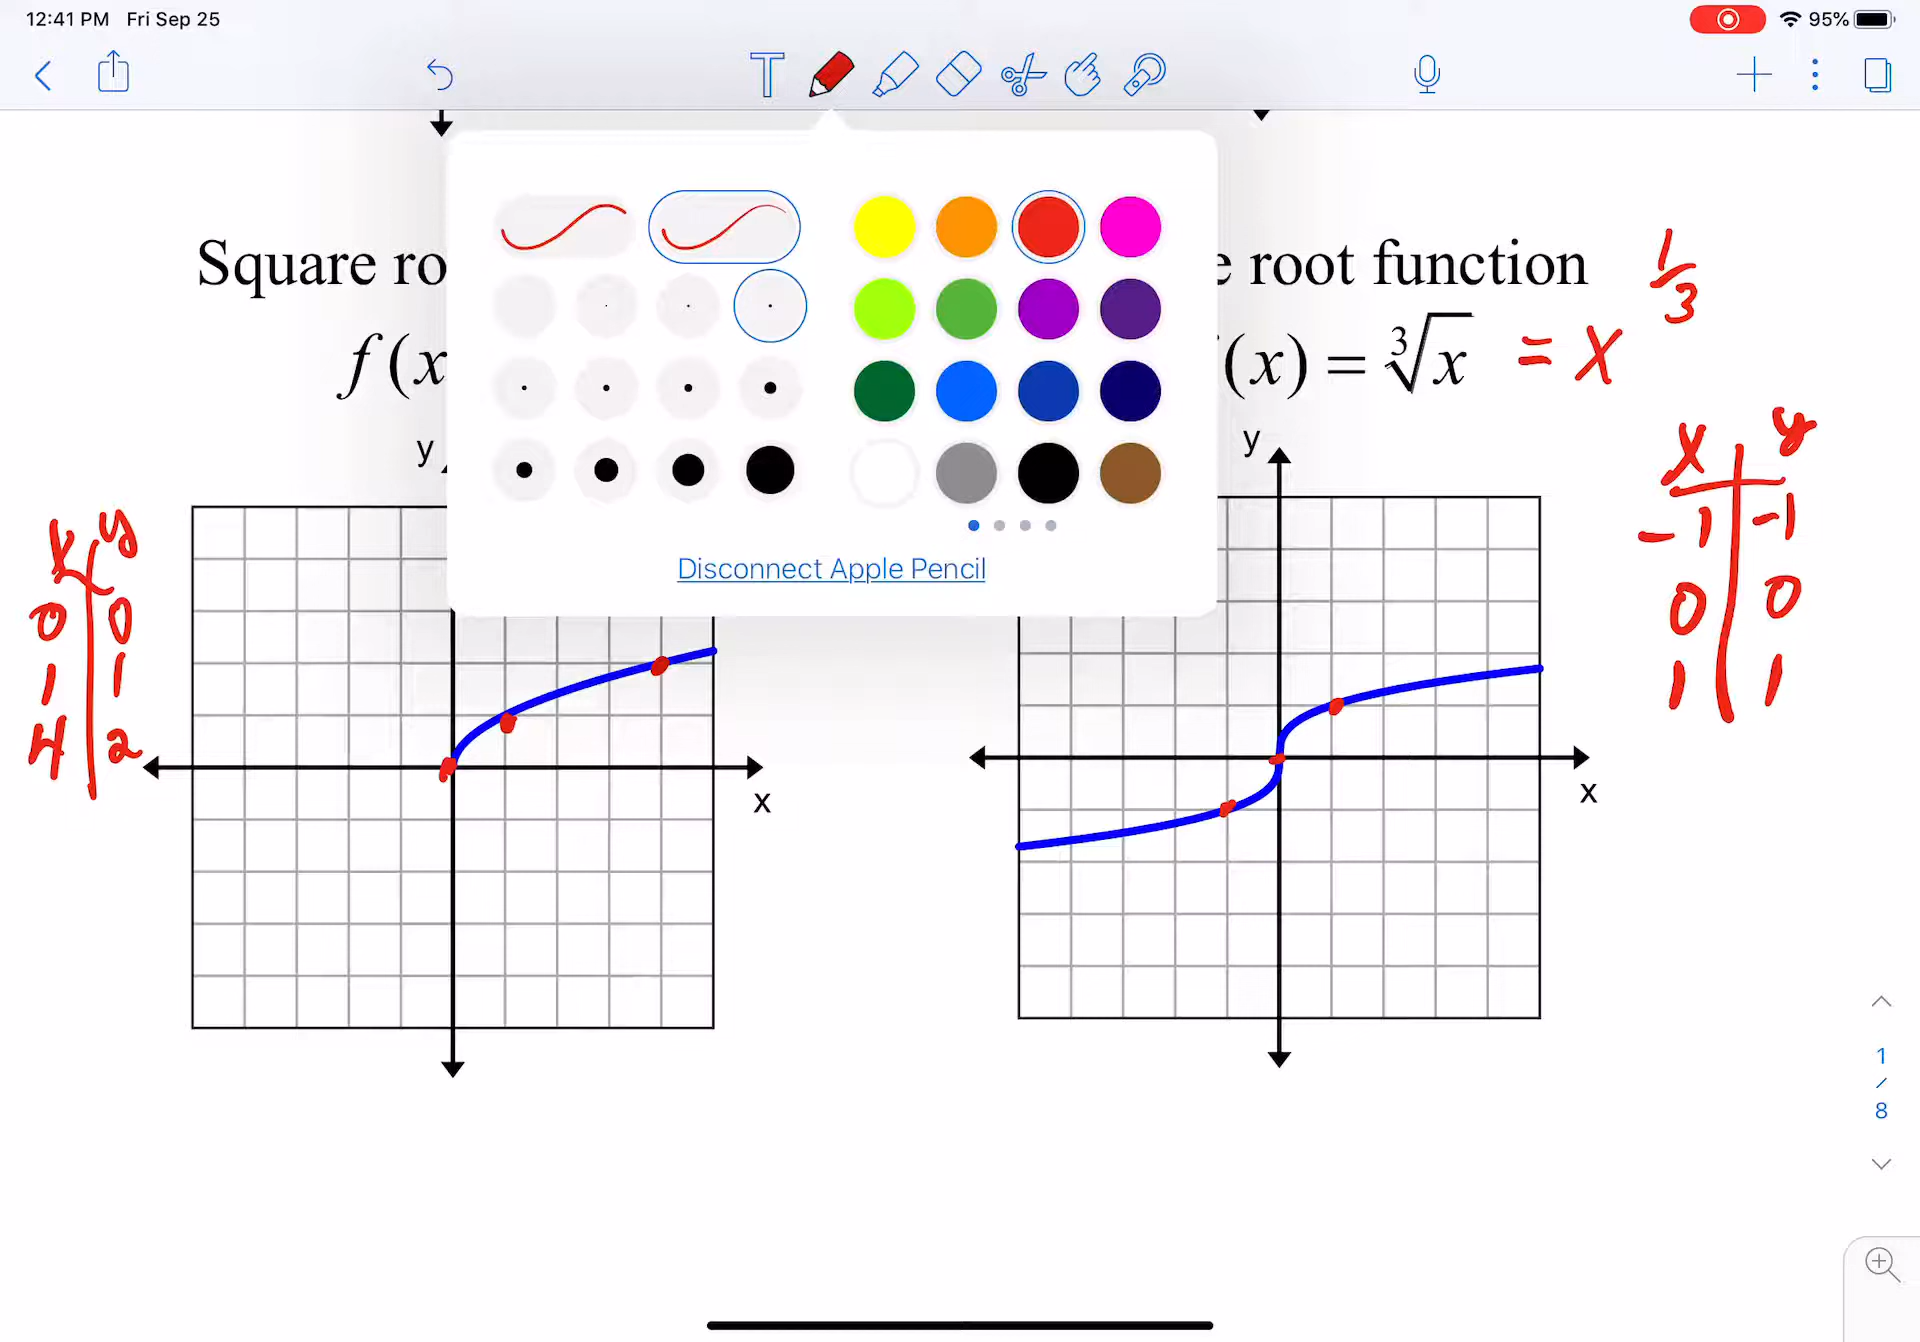 12:41 PM Fri Sep 25
95%
T
Square ro
f(x
y
x
x y
0 0
1 1
4 2
Disconnect Apple Pencil
e root function
(x) = ∛x = x^(1/3)
y
x
x y
-1 -1
0 0
1 1
1
/
8